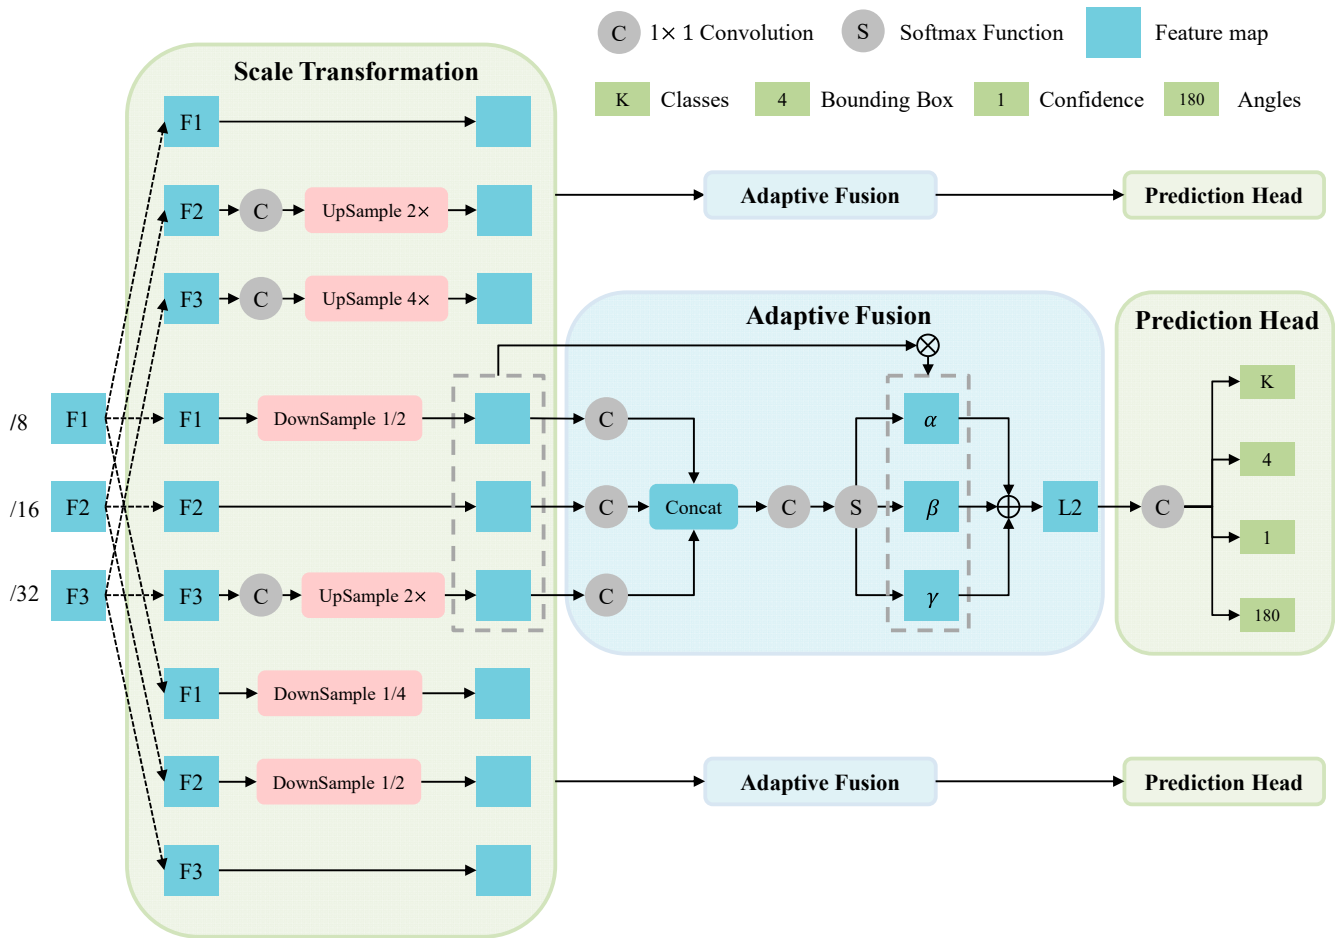 C 1× 1 Convolution S Softmax Function Feature map
K Classes 4 Bounding Box 1 Confidence 180 Angles
Scale Transformation
F1
F2 C UpSample 2×
F3 C UpSample 4×
Adaptive Fusion Prediction Head
Adaptive Fusion
Prediction Head
/8 F1 F1 DownSample 1/2 C α
/16 F2 F2 C Concat C S β L2 C
/32 F3 F3 C UpSample 2× C γ
K
4
1
180
F1 DownSample 1/4
F2 DownSample 1/2
F3
Adaptive Fusion Prediction Head